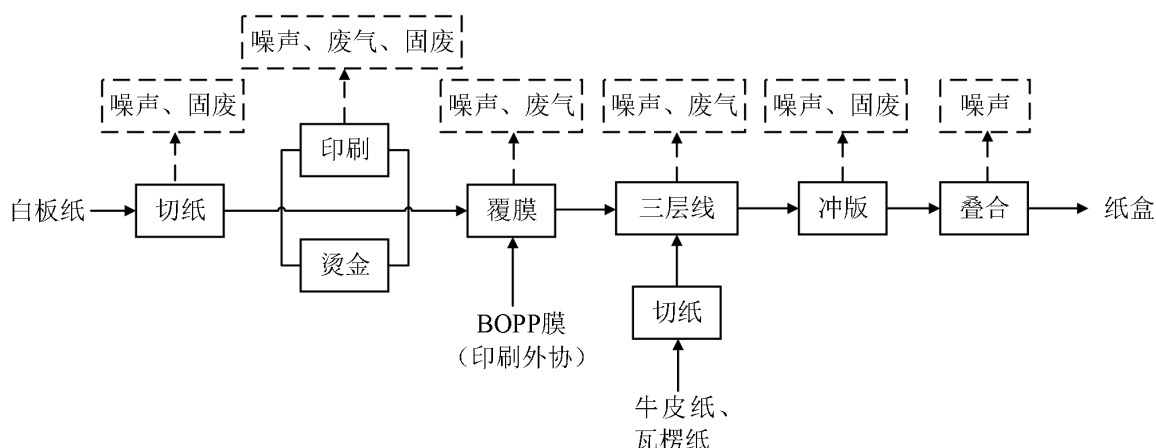 噪声、废气、固废
噪声、固废
噪声、废气
噪声、废气
噪声、固废
噪声
印刷
白板纸
切纸
覆膜
三层线
冲版
叠合
纸盒
烫金
切纸
BOPP膜
（印刷外协）
牛皮纸、
瓦楞纸